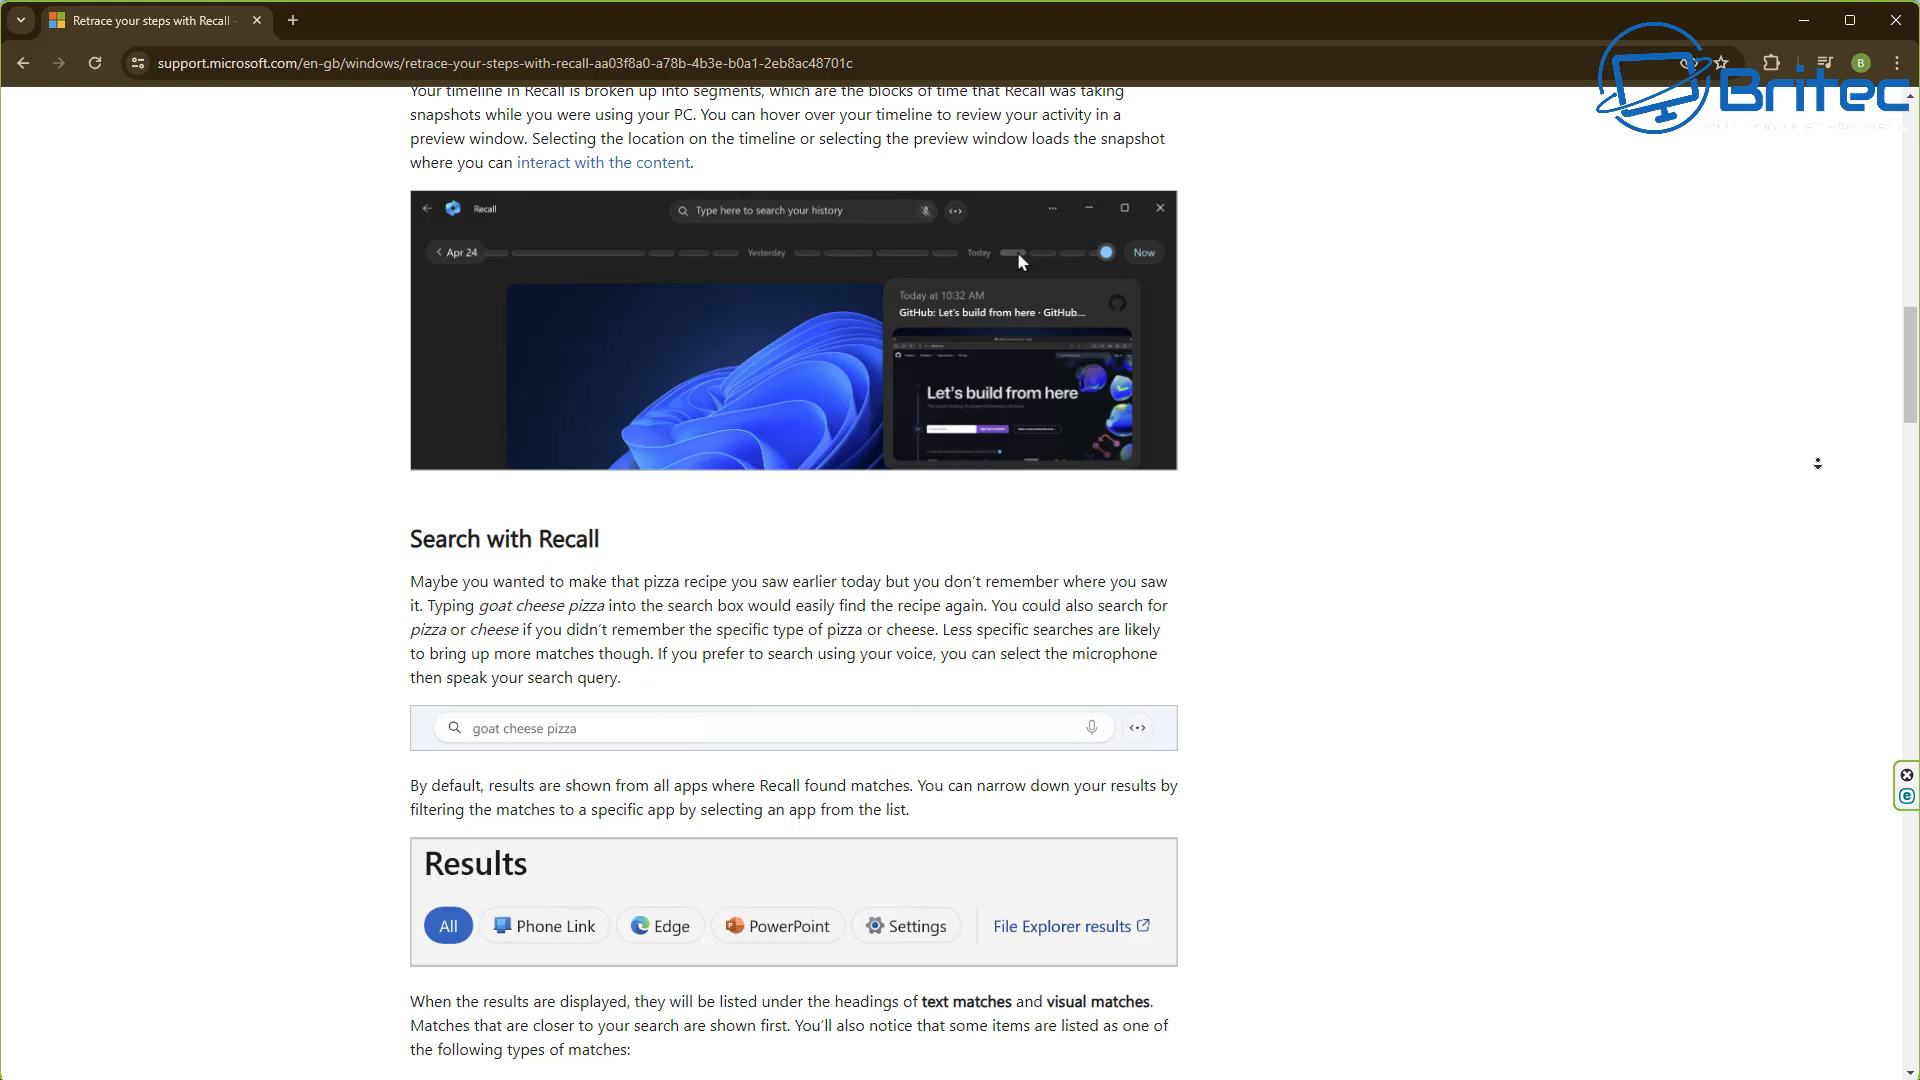 Retrace your steps with Recall -
support.microsoft.com/en-gb/windows/retrace-your-steps-with-recall-aa03f8a0-a78b-4b3e-b0a1-2eb8ac48701c
B
Britec
Your timeline in Recall is broken up into segments, which are the blocks of time that Recall was taking
snapshots while you were using your PC. You can hover over your timeline to review your activity in a
preview window. Selecting the location on the timeline or selecting the preview window loads the snapshot
where you can interact with the content.
Recall
Type here to search your history
Apr 24
Yesterday
Today
Now
Today at 10:32 AM
GitHub: Let's build from here · GitHub...
Let's build from here
Search with Recall
Maybe you wanted to make that pizza recipe you saw earlier today but you don't remember where you saw
it. Typing goat cheese pizza into the search box would easily find the recipe again. You could also search for
pizza or cheese if you didn't remember the specific type of pizza or cheese. Less specific searches are likely
to bring up more matches though. If you prefer to search using your voice, you can select the microphone
then speak your search query.
goat cheese pizza
By default, results are shown from all apps where Recall found matches. You can narrow down your results by
filtering the matches to a specific app by selecting an app from the list.
Results
All Phone Link Edge PowerPoint Settings File Explorer results
When the results are displayed, they will be listed under the headings of text matches and visual matches.
Matches that are closer to your search are shown first. You'll also notice that some items are listed as one of
the following types of matches: